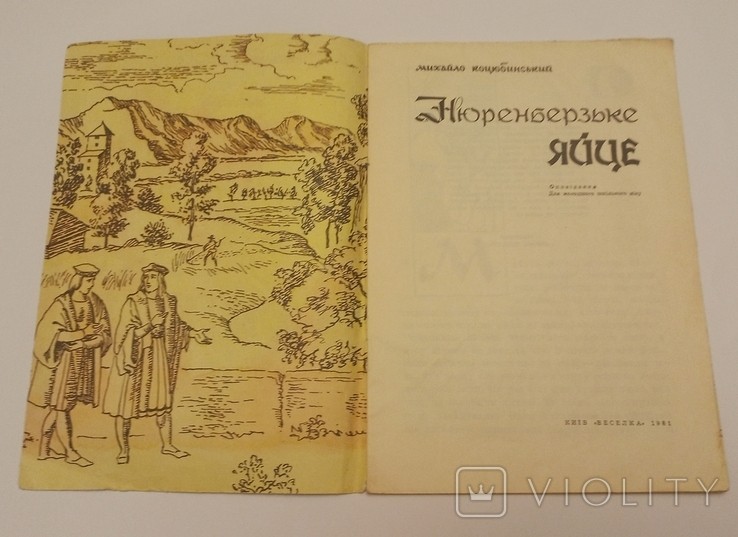 МИХАЙЛО КОЦЮБИНСЬКИЙ
Нюренберзьке
ЯЙЦЕ
Оповідання
Для молодшого шкільного віку
КИЇВ «ВЕСЕЛКА» 1981
VIOLITY